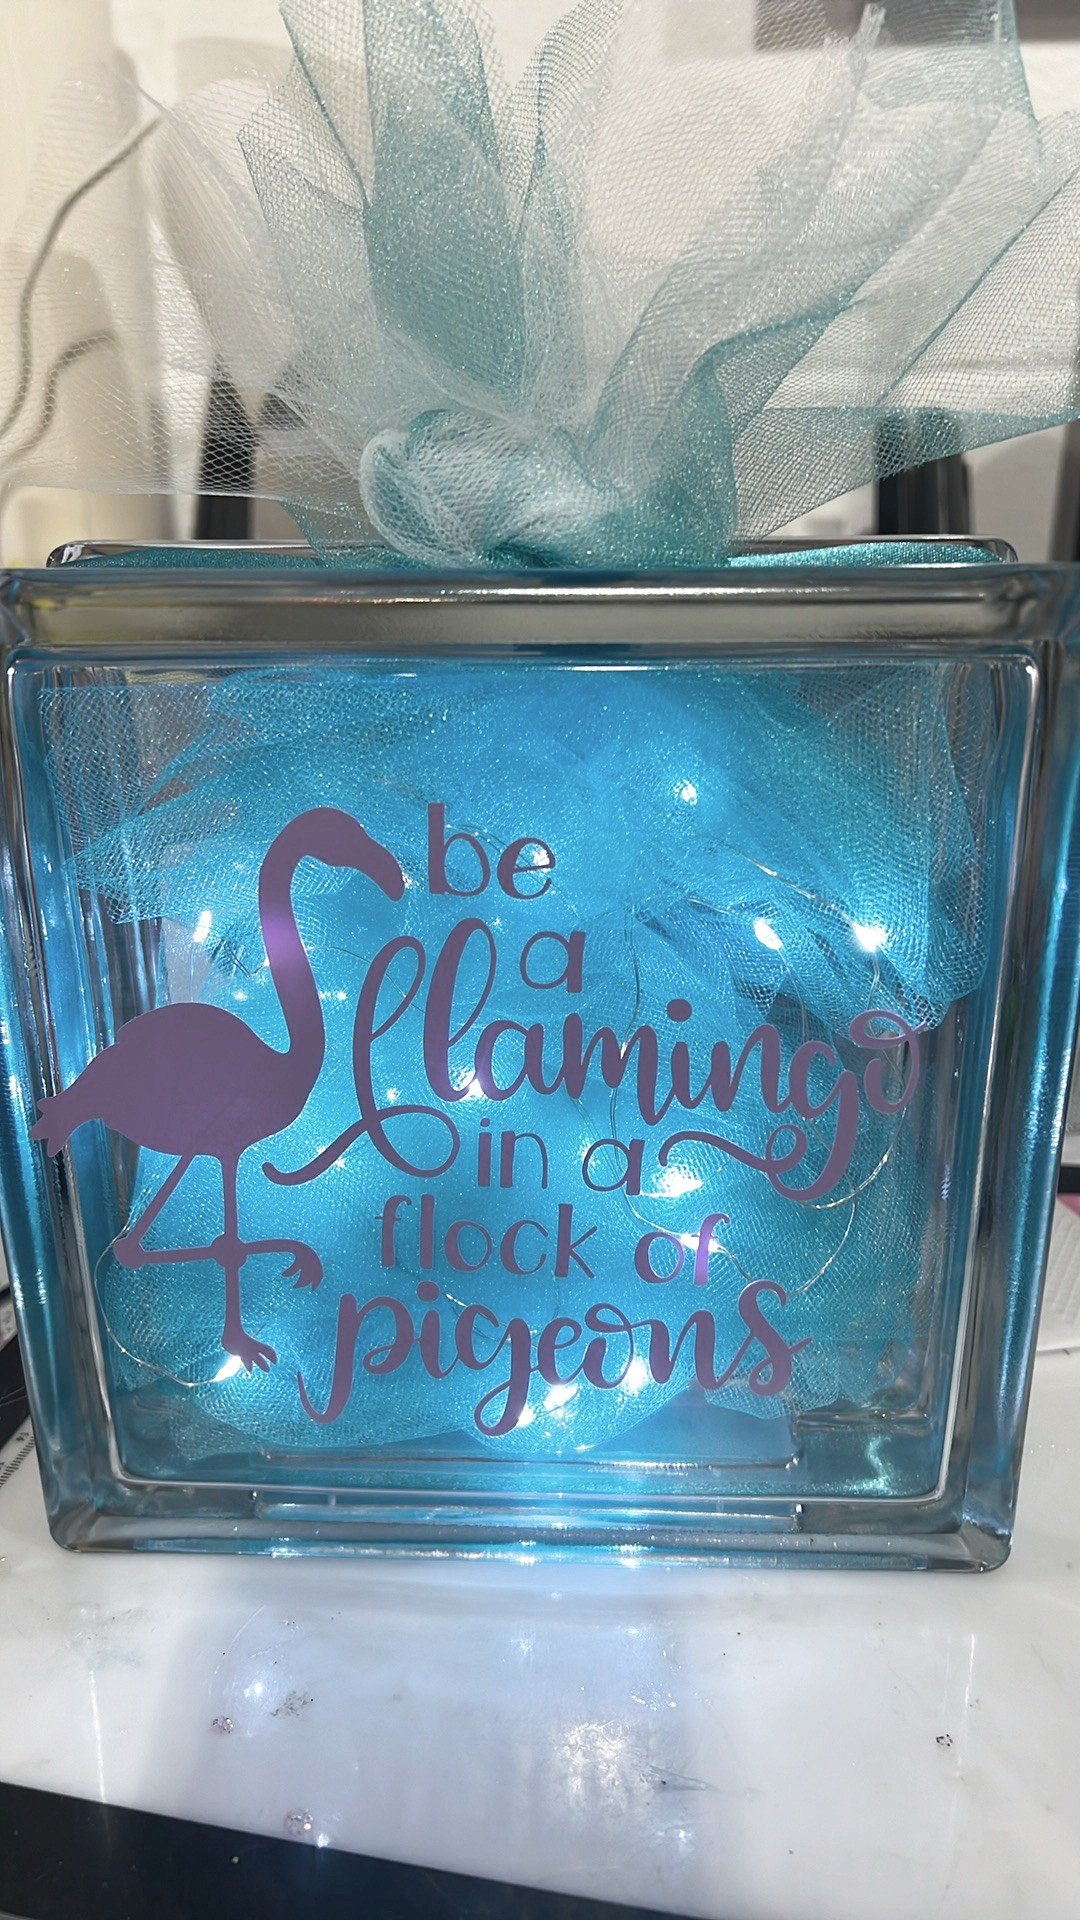 be
a
flamingo
in a
flock of
pigeons